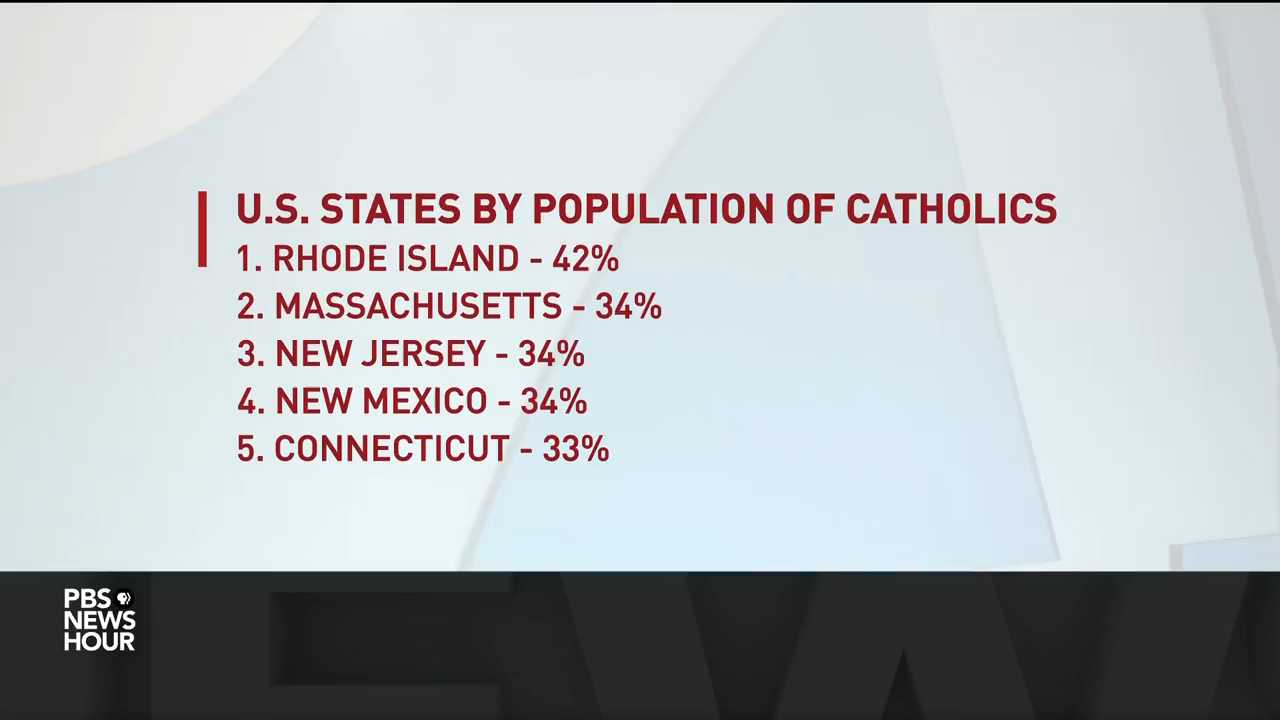 U.S. STATES BY POPULATION OF CATHOLICS
1. RHODE ISLAND - 42%
2. MASSACHUSETTS - 34%
3. NEW JERSEY - 34%
4. NEW MEXICO - 34%
5. CONNECTICUT - 33%
PBS
NEWS
HOUR